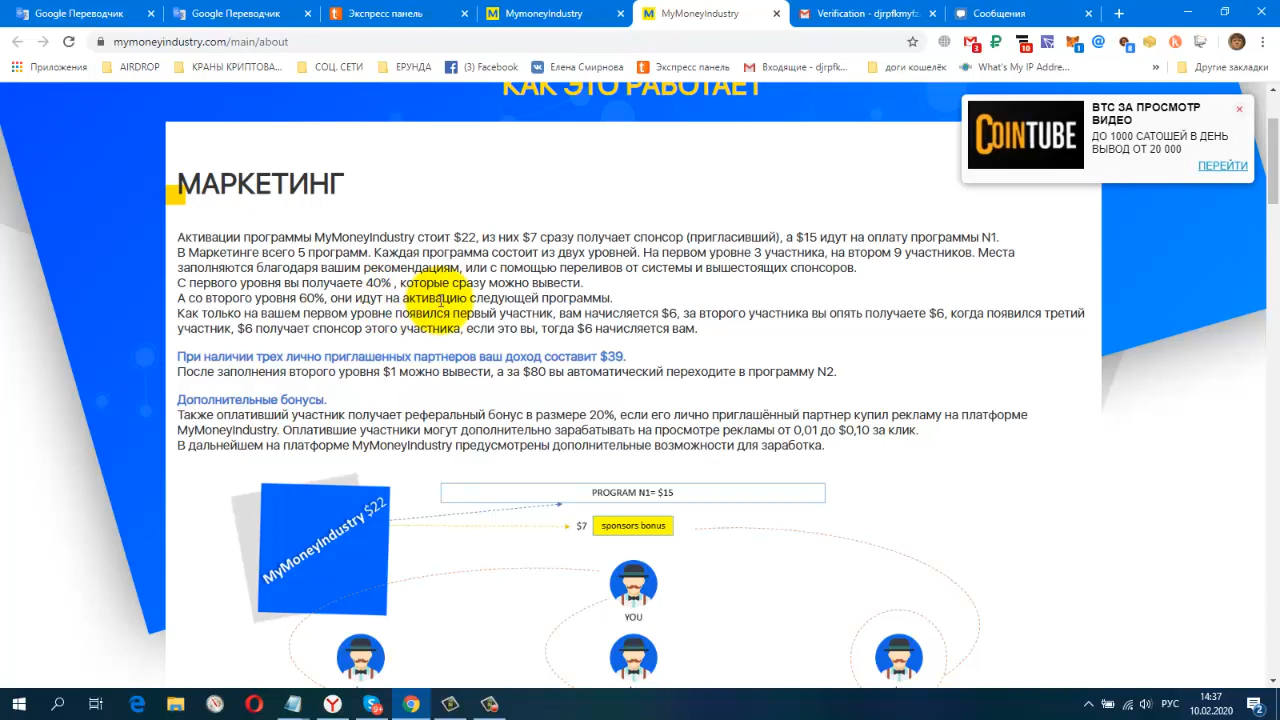 Google Переводчик
Google Переводчик
Экспресс панель
MyMoneyIndustry
MyMoneyIndustry
Verification - djrpfkmyfz
Сообщения
mymoneyindustry.com/main/about
3
10
1
8
Приложения
AIRDROP
КРАНЫ КРИПТОВА...
СОЦ. СЕТИ
ЕРУНДА
(3) Facebook
Елена Смирнова
Экспресс панель
Входящие - djrpfk...
доги кошелёк
What's My IP Addre...
»
Другие закладки
КАК ЭТО РАБОТАЕТ
COINTUBE
BTC ЗА ПРОСМОТР
ВИДЕО
ДО 1000 САТОШЕЙ В ДЕНЬ
ВЫВОД ОТ 20 000
ПЕРЕЙТИ
МАРКЕТИНГ
Активации программы MyMoneyIndustry стоит $22, из них $7 сразу получает спонсор (пригласивший), а $15 идут на оплату программы N1.
В Маркетинге всего 5 программ. Каждая программа состоит из двух уровней. На первом уровне 3 участника, на втором 9 участников. Места
заполняются благодаря вашим рекомендациям, или с помощью переливов от системы и вышестоящих спонсоров.
С первого уровня вы получаете 40% , которые сразу можно вывести.
А со второго уровня 60%, они идут на активацию следующей программы.
Как только на вашем первом уровне появился первый участник, вам начисляется $6, за второго участника вы опять получаете $6, когда появился третий
участник, $6 получает спонсор этого участника, если это вы, тогда $6 начисляется вам.
При наличии трех лично приглашенных партнеров ваш доход составит $39.
После заполнения второго уровня $1 можно вывести, а за $80 вы автоматический переходите в программу N2.
Дополнительные бонусы.
Также оплативший участник получает реферальный бонус в размере 20%, если его лично приглашённый партнер купил рекламу на платформе
MyMoneyIndustry. Оплатившие участники могут дополнительно зарабатывать на просмотре рекламы от 0,01 до $0,10 за клик.
В дальнейшем на платформе MyMoneyIndustry предусмотрены дополнительные возможности для заработка.
PROGRAM N1= $15
MyMoneyIndustry $22
$7 sponsors bonus
YOU
РУС
14:37
10.02.2020
2